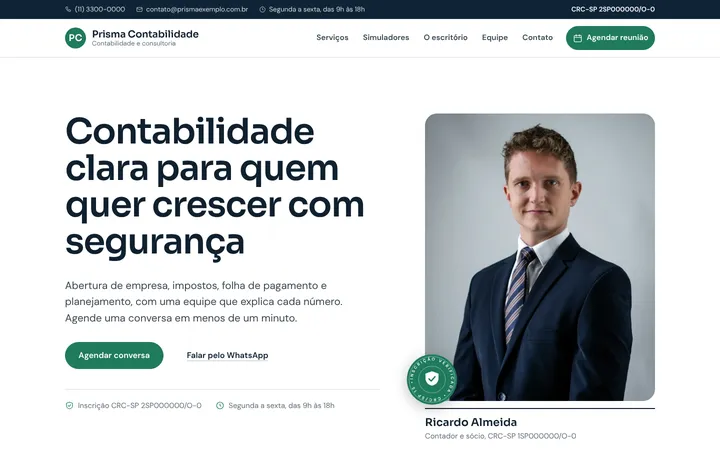 (11) 3300-0000
contato@prismaexemplo.com.br
Segunda a sexta, das 9h às 18h
CRC-SP 2SP000000/O-0
PC
Prisma Contabilidade
Contabilidade e consultoria
Serviços
Simuladores
O escritório
Equipe
Contato
Agendar reunião
Contabilidade
clara para quem
quer crescer com
segurança
Abertura de empresa, impostos, folha de pagamento e
planejamento, com uma equipe que explica cada número.
Agende uma conversa em menos de um minuto.
Agendar conversa
Falar pelo WhatsApp
Inscrição CRC-SP 2SP000000/O-0
Segunda a sexta, das 9h às 18h
INSCRIÇÃO VERIFICADA
Ricardo Almeida
Contador e sócio, CRC-SP 1SP000000/O-0